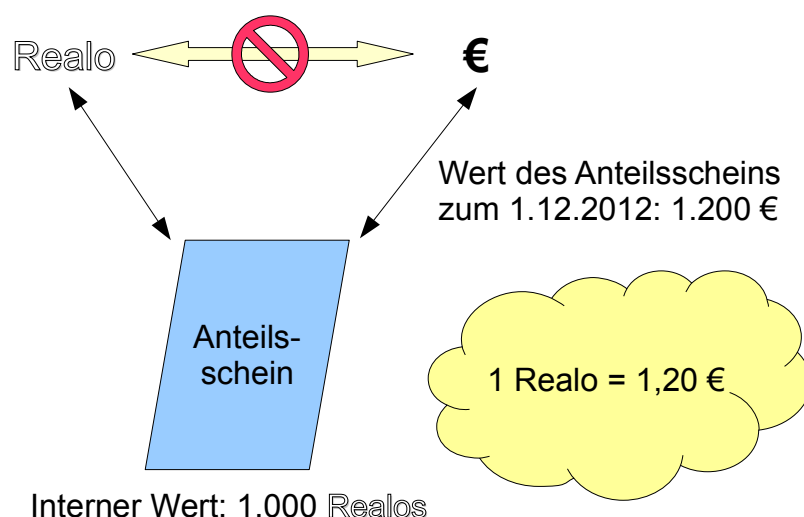 Realo
€
Wert des Anteilsscheins
zum 1.12.2012: 1.200 €
Anteils-
schein
1 Realo = 1,20 €
Interner Wert: 1.000 Realos